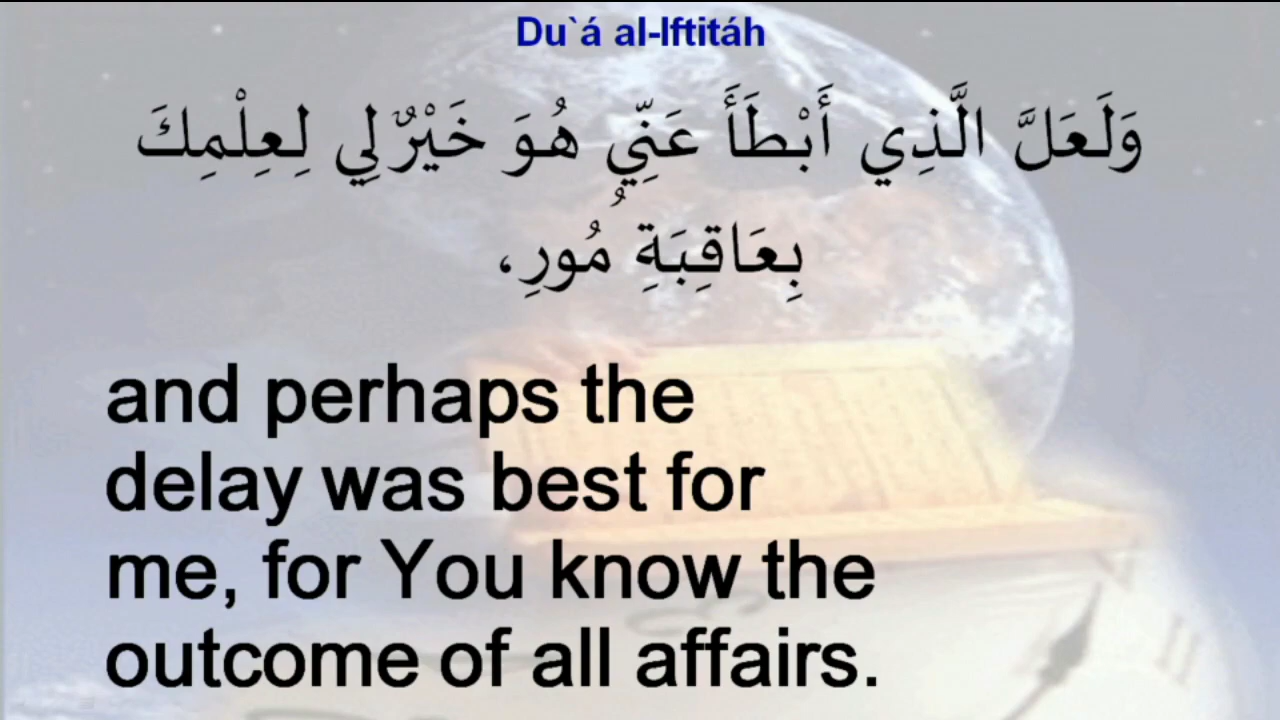 Du`á al-Iftitáh
وَلَعَلَّ الَّذِي أَبْطَأَ عَنِّي هُوَ خَيْرٌ لِي لِعِلْمِكَ
بِعَاقِبَةِ ُمُورِ،
and perhaps the
delay was best for
me, for You know the
outcome of all affairs.
II